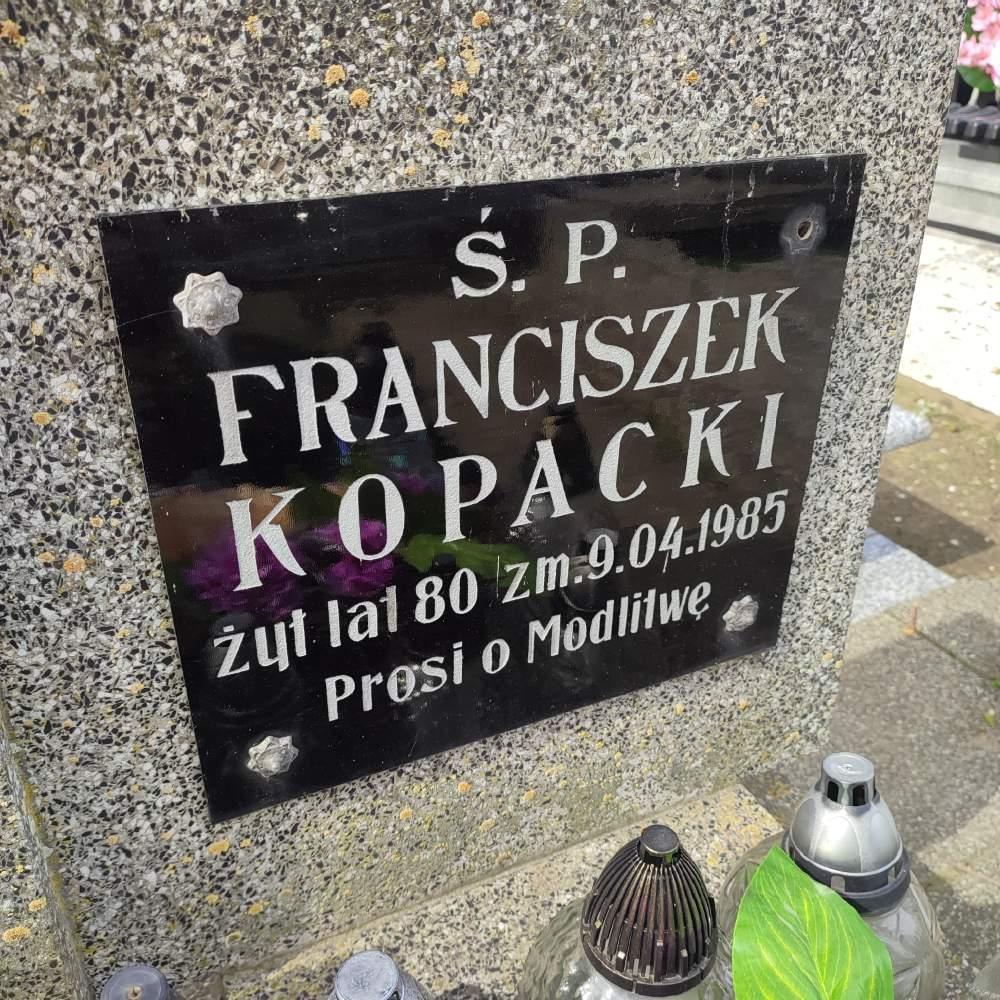 Ś. P.
FRANCISZEK
KOPACKI
żył lat 80 zm. 9.04.1985
Prosi o Modlitwę